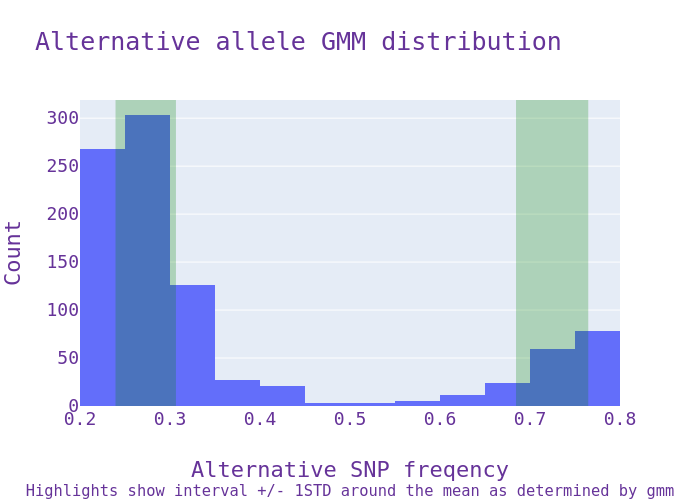 Alternative allele GMM distribution
300
250
200
150
100
50
0
Count
0.2 0.3 0.4 0.5 0.6 0.7 0.8
Alternative SNP freqency
Highlights show interval +/- 1STD around the mean as determined by gmm